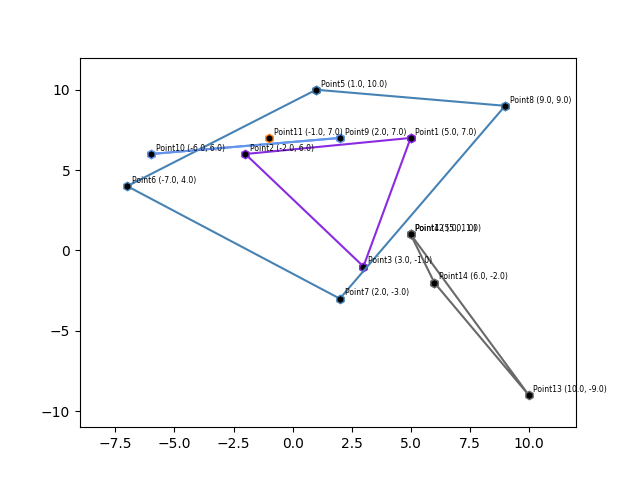 10
5
0
−5
−10
Point5 (1.0, 10.0)
Point8 (9.0, 9.0)
Point11 (-1.0, 7.0)
Point9 (2.0, 7.0)
Point1 (5.0, 7.0)
Point10 (-6.0, 6.0)
Point2 (-2.0, 6.0)
Point6 (-7.0, 4.0)
Point3 (3.0, -1.0)
Point14 (6.0, -2.0)
Point7 (2.0, -3.0)
Point13 (10.0, -9.0)
−7.5 −5.0 −2.5 0.0 2.5 5.0 7.5 10.0